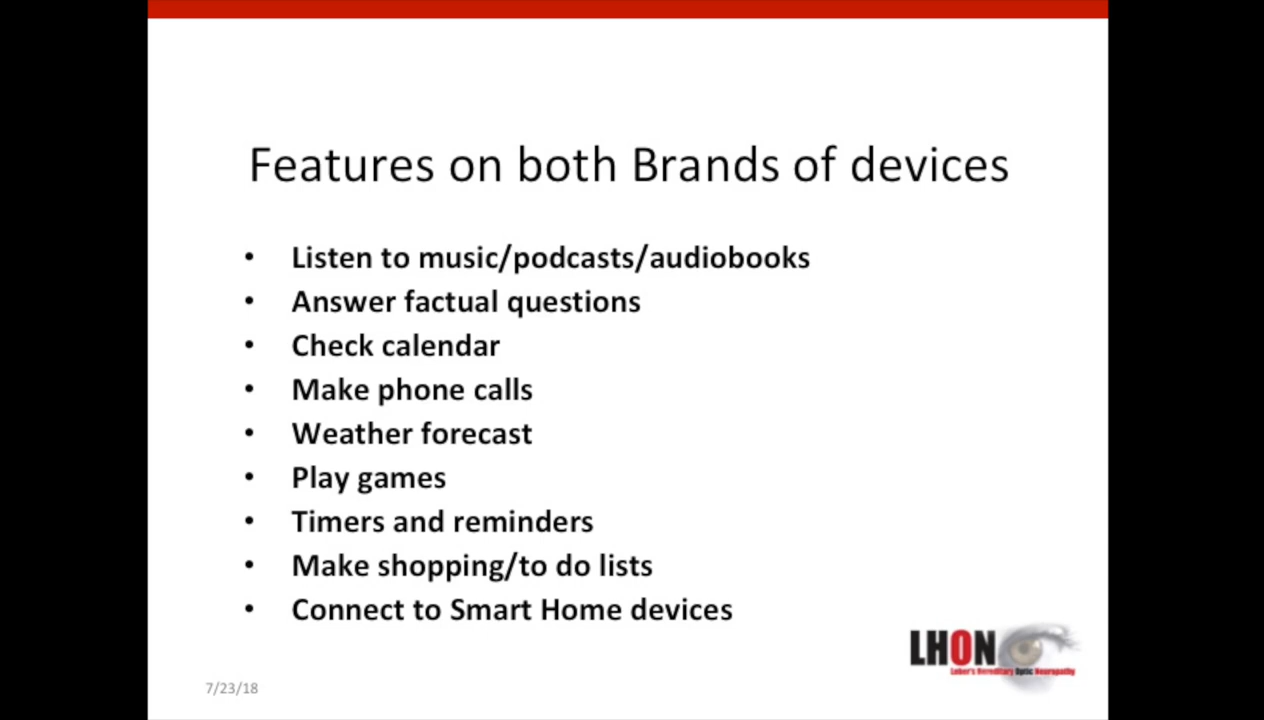 Features on both Brands of devices
• Listen to music/podcasts/audiobooks
• Answer factual questions
• Check calendar
• Make phone calls
• Weather forecast
• Play games
• Timers and reminders
• Make shopping/to do lists
• Connect to Smart Home devices
LHON
Leber's Hereditary Optic Neuropathy
7/23/18